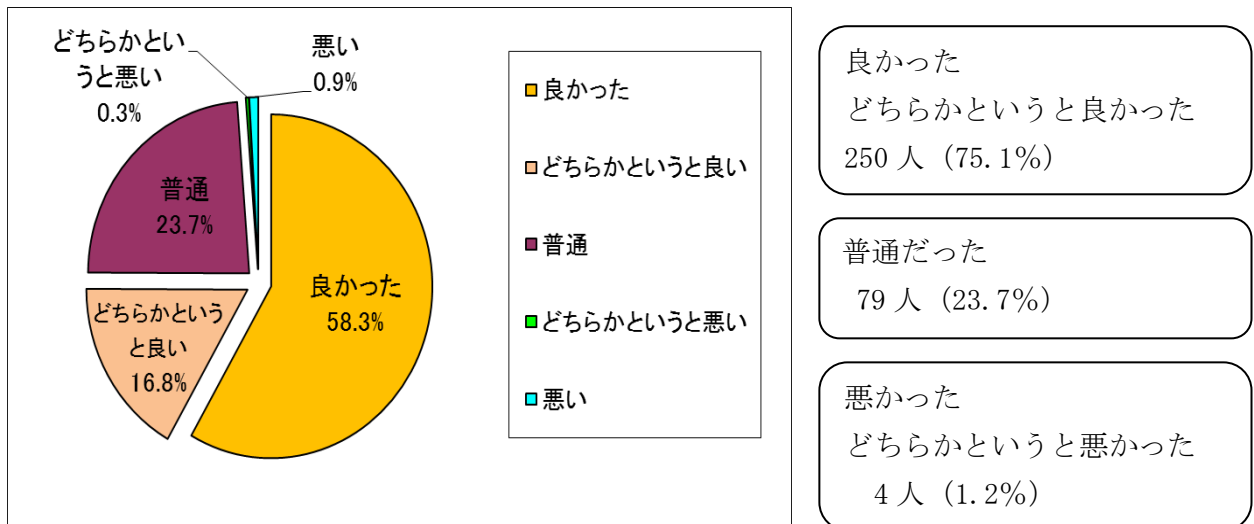 どちらかとい
うと悪い
0.3%
悪い
0.9%
普通
23.7%
どちらかという
と良い
16.8%
良かった
58.3%
良かった
どちらかというと良い
普通
どちらかというと悪い
悪い
良かった
どちらかというと良かった
250 人（75.1％）
普通だった
79 人（23.7％）
悪かった
どちらかというと悪かった
4 人（1.2％）